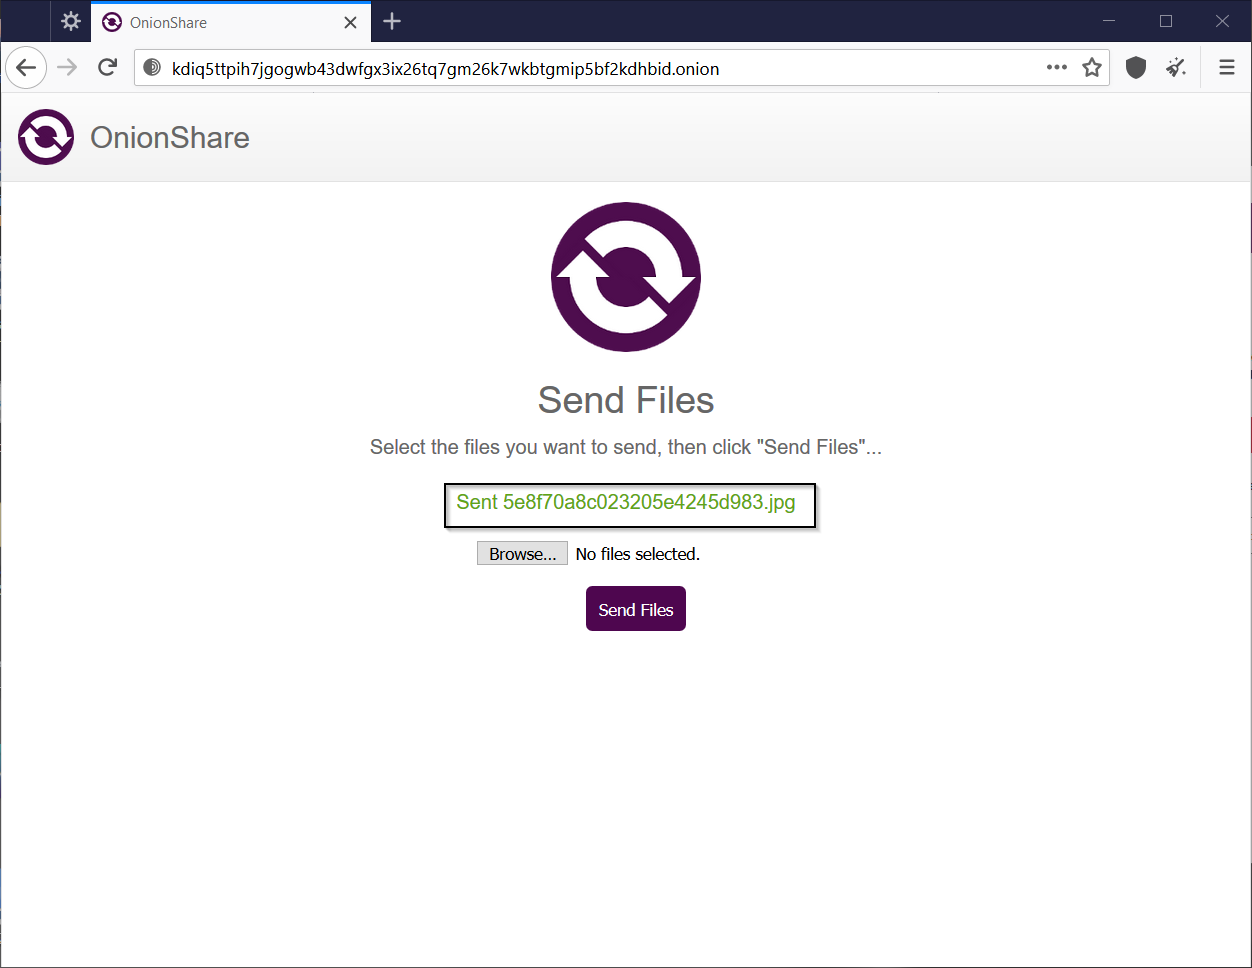 OnionShare
kdiq5ttpih7jgogwb43dwfgx3ix26tq7gm26k7wkbtgmip5bf2kdhbid.onion
OnionShare
Send Files
Select the files you want to send, then click "Send Files"...
Sent 5e8f70a8c023205e4245d983.jpg
Browse... No files selected.
Send Files